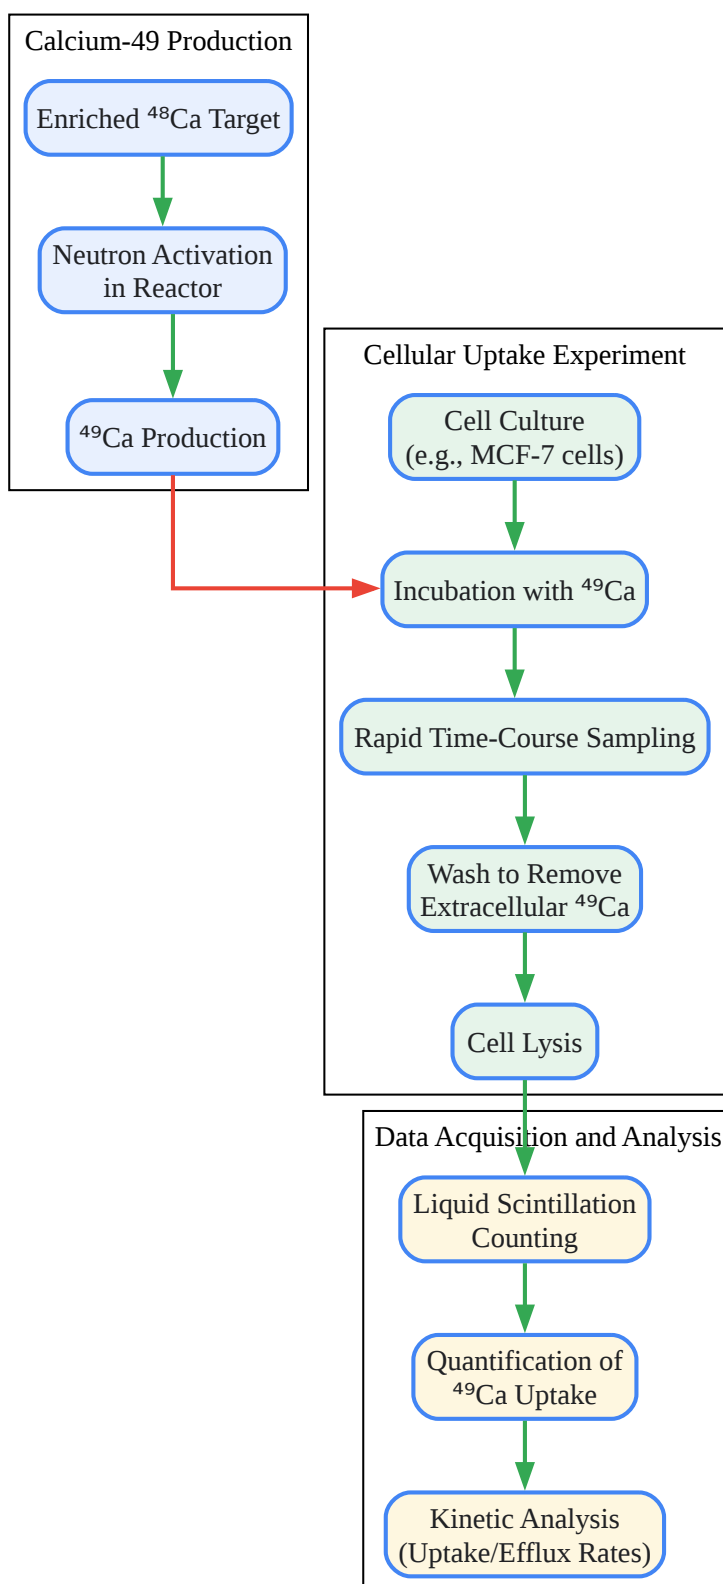 Calcium-49 Production
Enriched ⁴⁸Ca Target
Neutron Activation
in Reactor
⁴⁹Ca Production
Cellular Uptake Experiment
Cell Culture
(e.g., MCF-7 cells)
Incubation with ⁴⁹Ca
Rapid Time-Course Sampling
Wash to Remove
Extracellular ⁴⁹Ca
Cell Lysis
Data Acquisition and Analysis
Liquid Scintillation
Counting
Quantification of
⁴⁹Ca Uptake
Kinetic Analysis
(Uptake/Efflux Rates)